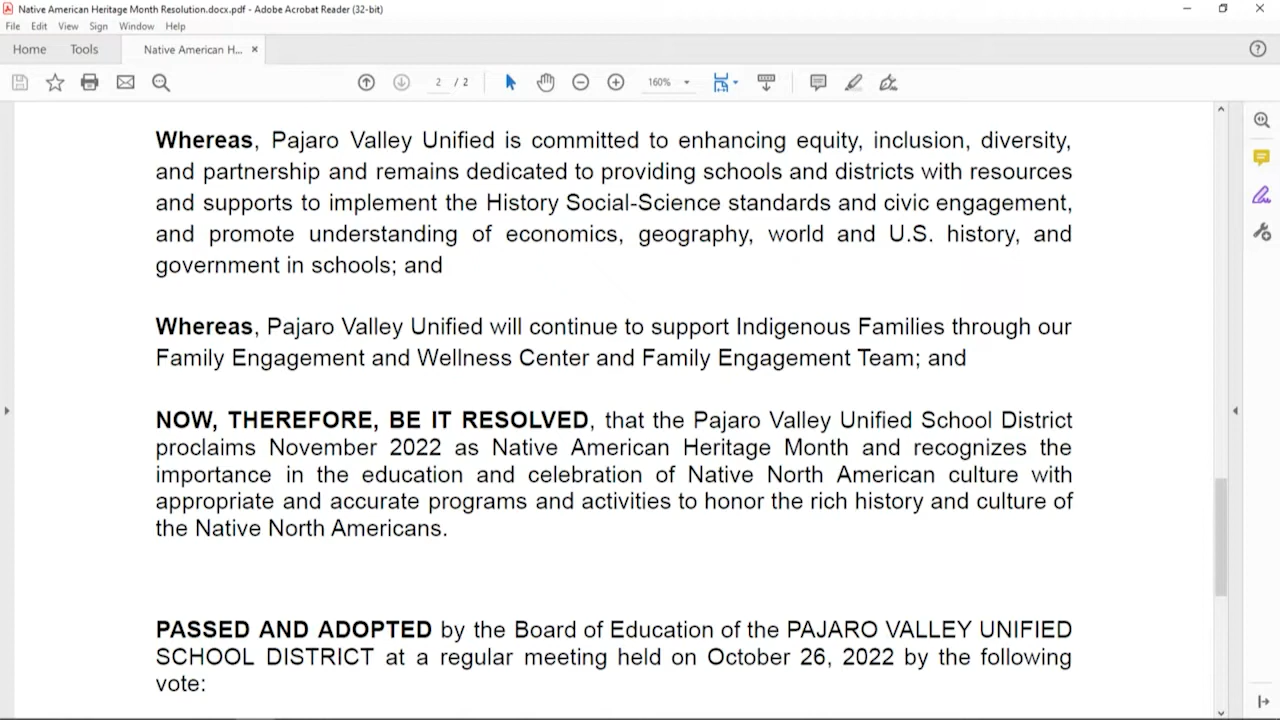 Native American Heritage Month Resolution.docx.pdf - Adobe Acrobat Reader (32-bit)
File Edit View Sign Window Help
Home Tools Native American H... ×
2 / 2 160%
Whereas, Pajaro Valley Unified is committed to enhancing equity, inclusion, diversity,
and partnership and remains dedicated to providing schools and districts with resources
and supports to implement the History Social-Science standards and civic engagement,
and promote understanding of economics, geography, world and U.S. history, and
government in schools; and
Whereas, Pajaro Valley Unified will continue to support Indigenous Families through our
Family Engagement and Wellness Center and Family Engagement Team; and
NOW, THEREFORE, BE IT RESOLVED, that the Pajaro Valley Unified School District
proclaims November 2022 as Native American Heritage Month and recognizes the
importance in the education and celebration of Native North American culture with
appropriate and accurate programs and activities to honor the rich history and culture of
the Native North Americans.
PASSED AND ADOPTED by the Board of Education of the PAJARO VALLEY UNIFIED
SCHOOL DISTRICT at a regular meeting held on October 26, 2022 by the following
vote: